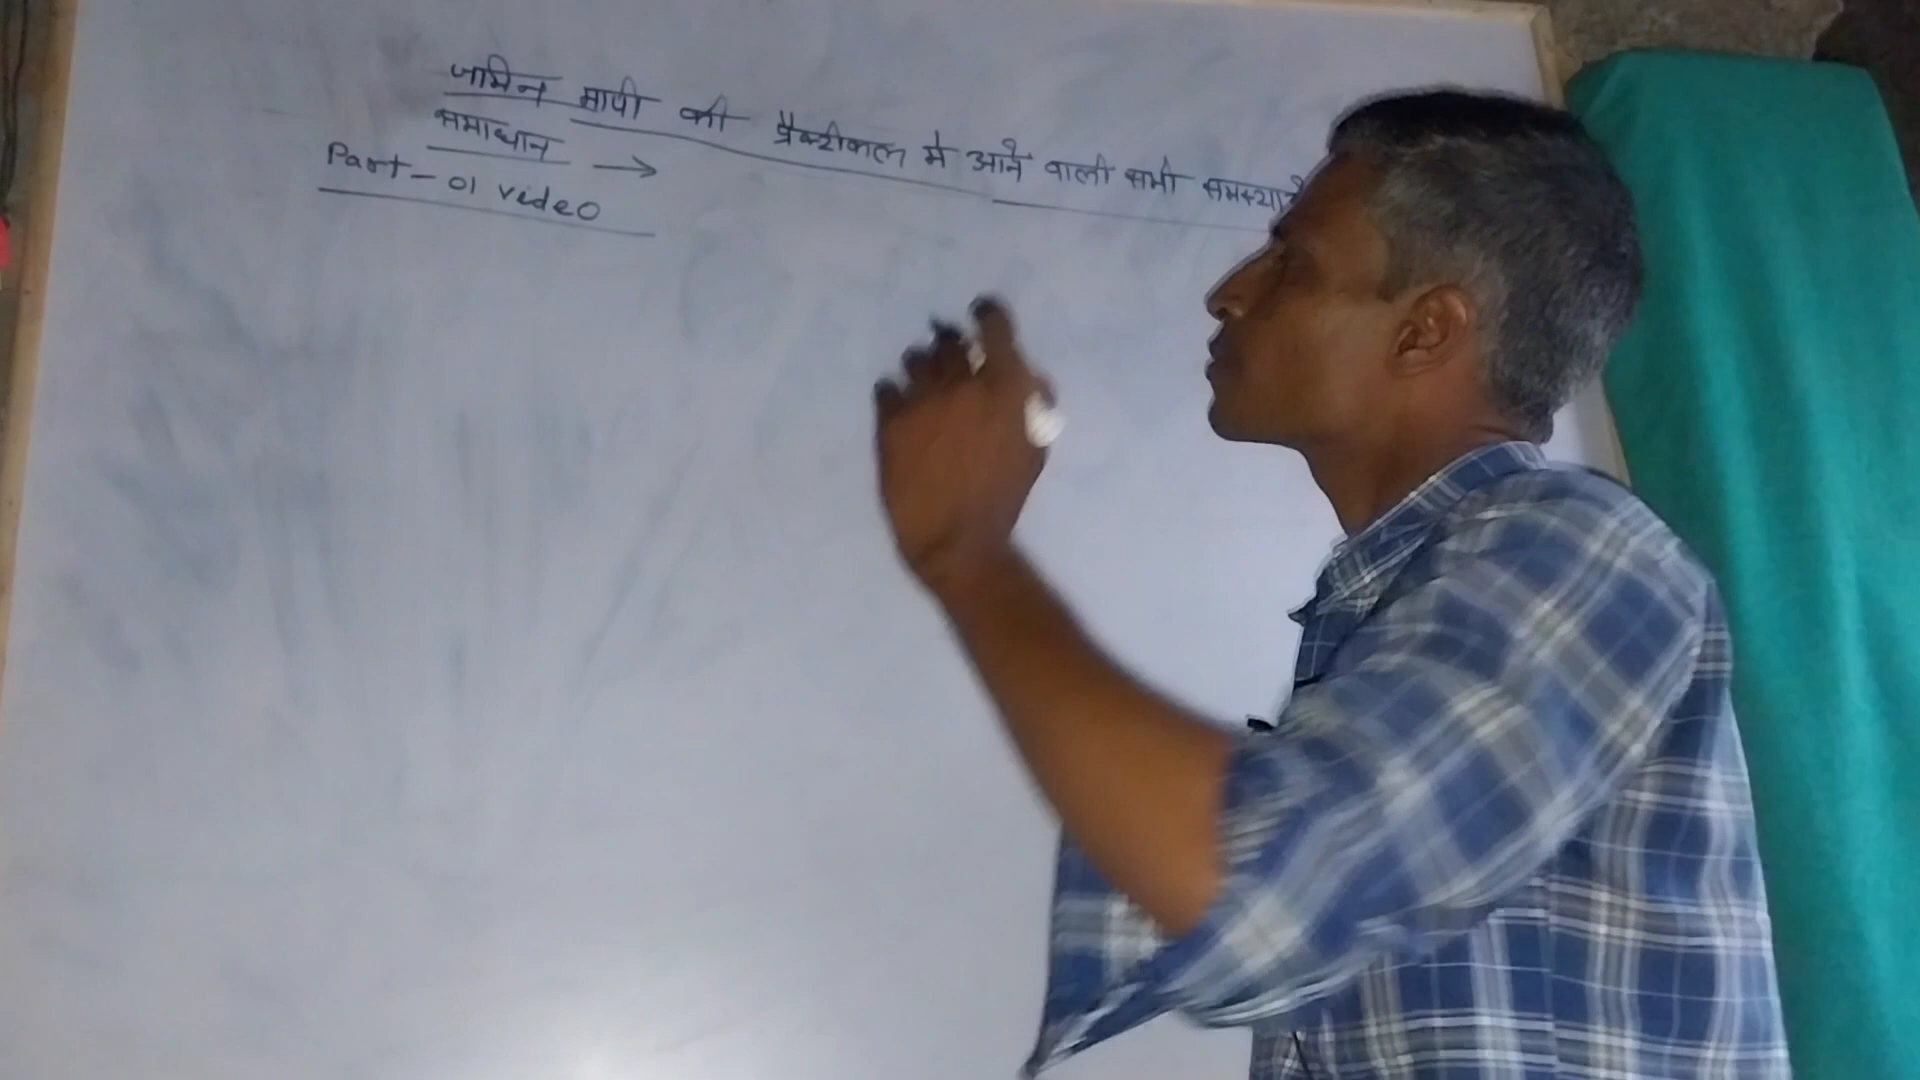 जमिन मापी की प्रैक्टीकल मे आने वाली सभी समस्याये
समाधान →
Part - 01 video